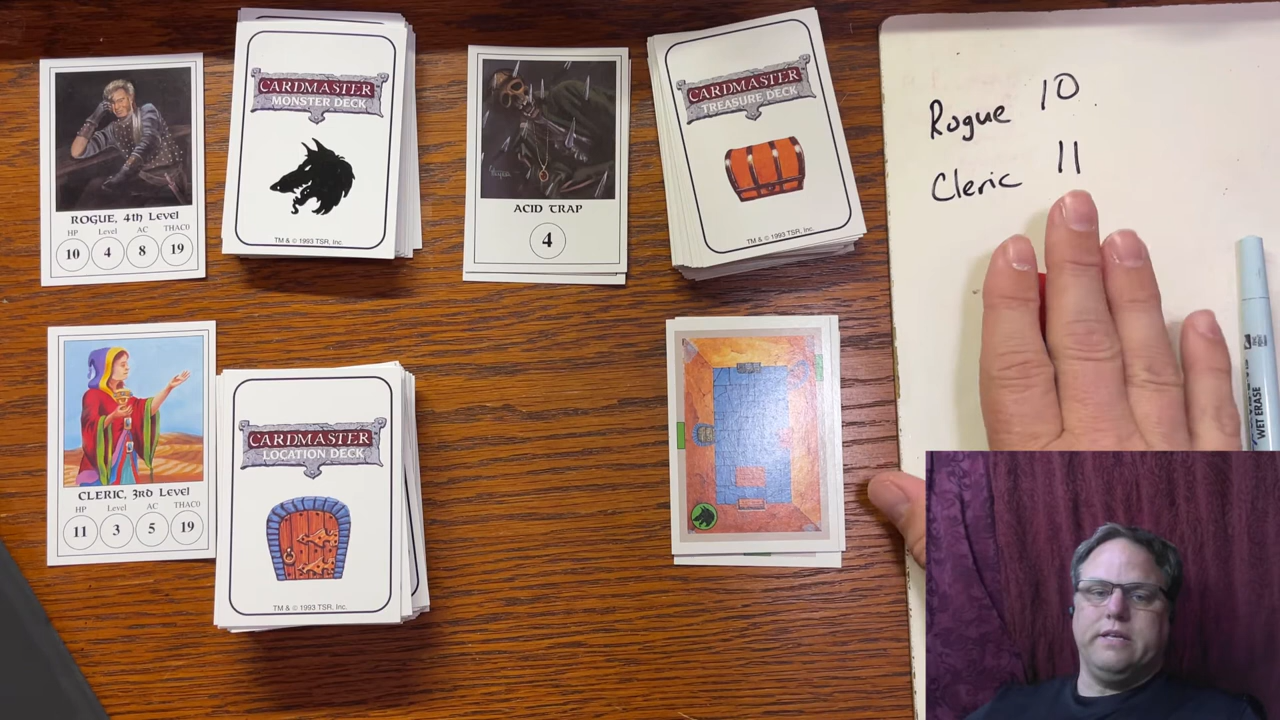 ROGUE, 4th Level
HP Level AC THAC0
10 4 8 19
CARDMASTER
MONSTER DECK
TM & © 1993 TSR, Inc.
ACID TRAP
4
CARDMASTER
TREASURE DECK
TM & © 1993 TSR, Inc.
Rogue 10
Cleric 11
CLERIC, 3rd Level
HP Level AC THAC0
11 3 5 19
CARDMASTER
LOCATION DECK
TM & © 1993 TSR, Inc.
WET ERASE